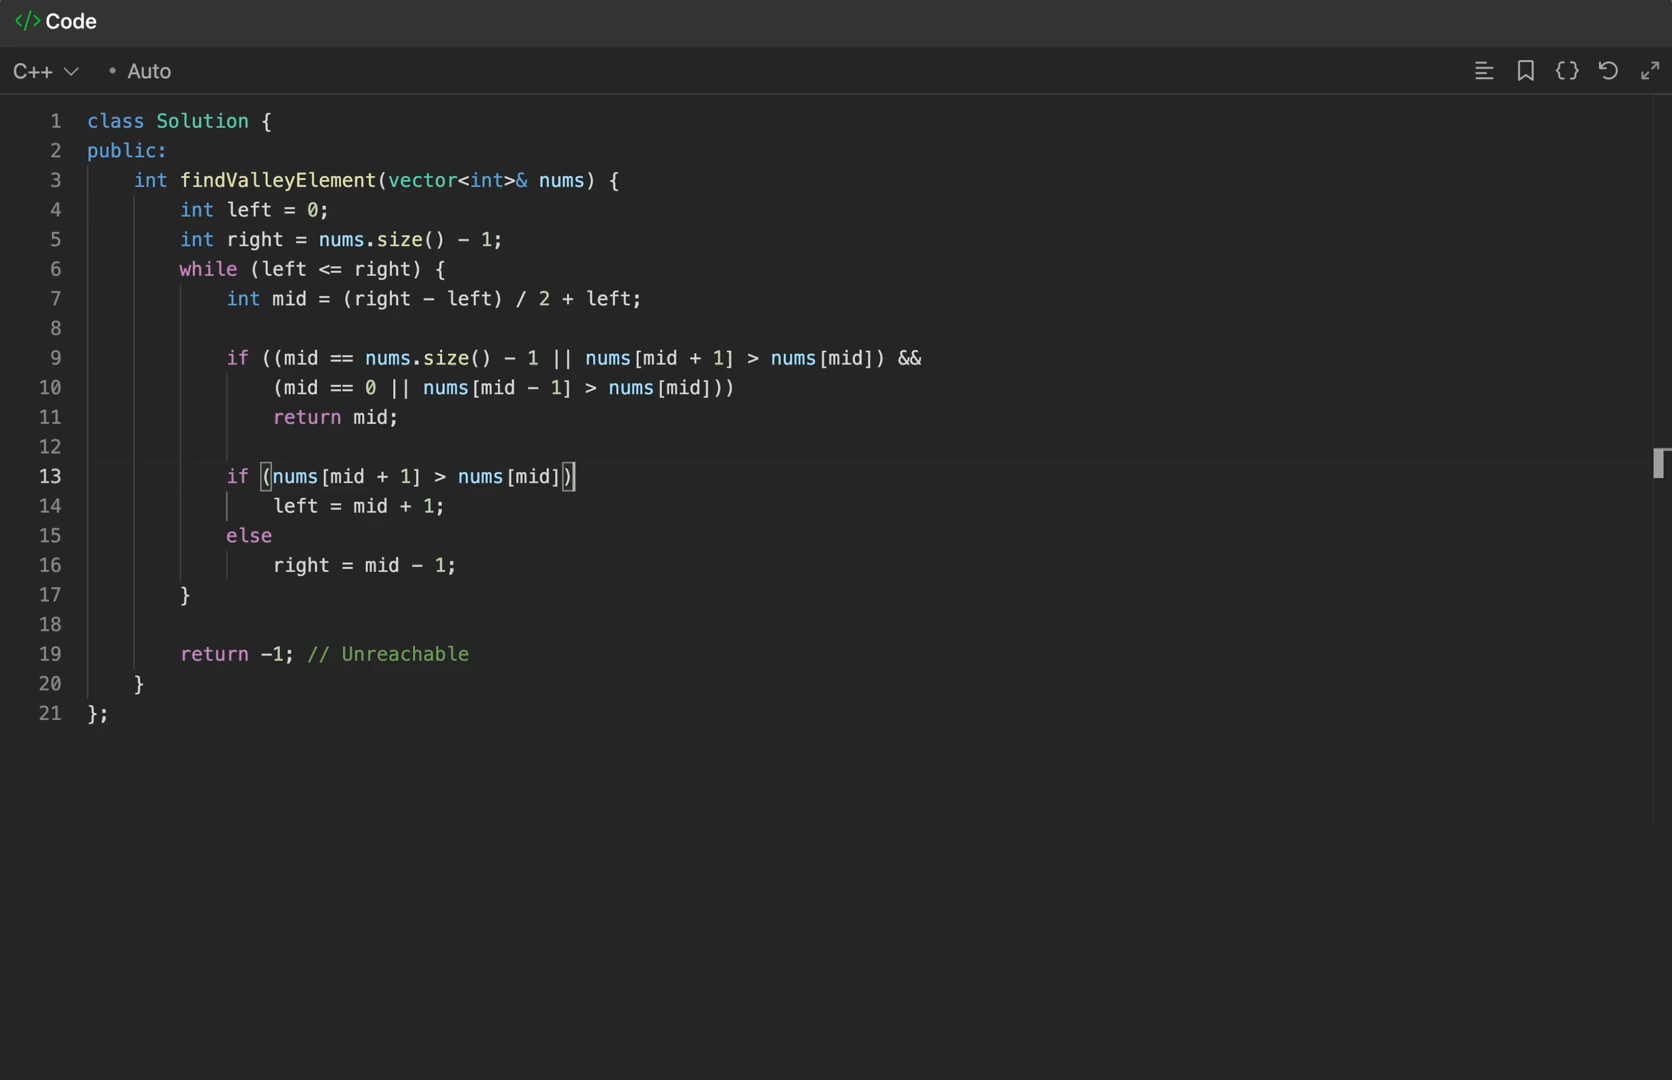 </> Code
C++ • Auto
1 class Solution {
2 public:
3     int findValleyElement(vector<int>& nums) {
4         int left = 0;
5         int right = nums.size() - 1;
6         while (left <= right) {
7             int mid = (right - left) / 2 + left;
8
9             if ((mid == nums.size() - 1 || nums[mid + 1] > nums[mid]) &&
10                 (mid == 0 || nums[mid - 1] > nums[mid]))
11                 return mid;
12
13             if (nums[mid + 1] > nums[mid])
14                 left = mid + 1;
15             else
16                 right = mid - 1;
17         }
18
19         return -1; // Unreachable
20     }
21 };